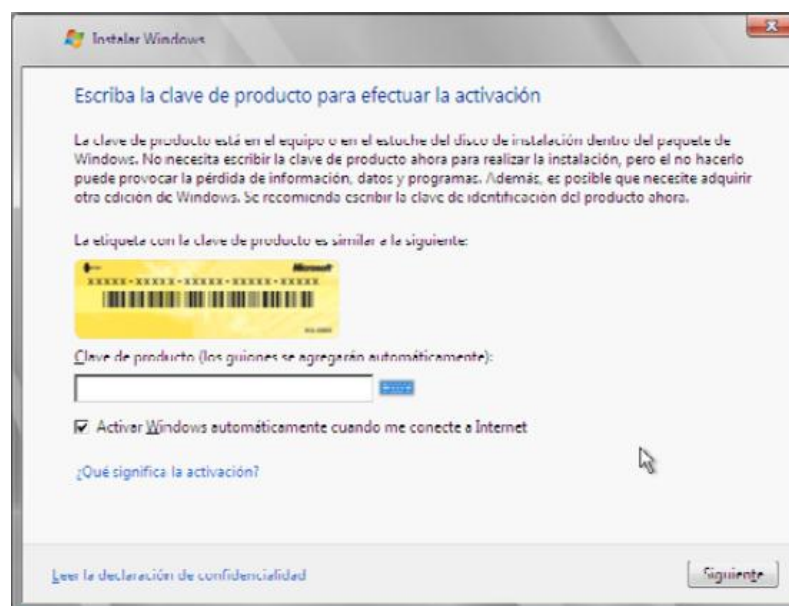 Instalar Windows
Escriba la clave de producto para efectuar la activación
La clave de producto está en el equipo o en el estuche del disco de instalación dentro del paquete de
Windows. No necesita escribir la clave de producto ahora para realizar la instalación, pero el no hacerlo
puede provocar la pérdida de información, datos y programas. Además, es posible que necesite adquirir
otra edición de Windows. Se recomienda escribir la clave de identificación del producto ahora.
La etiqueta con la clave de producto es similar a la siguiente:
Microsoft
XXXXX-XXXXX-XXXXX-XXXXX-XXXXX
Clave de producto (los guiones se agregarán automáticamente):
Activar Windows automáticamente cuando me conecte a Internet
¿Qué significa la activación?
Leer la declaración de confidencialidad
Siguiente